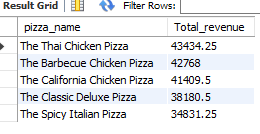 Result Grid Filter Rows:
pizza_name Total_revenue
The Thai Chicken Pizza 43434.25
The Barbecue Chicken Pizza 42768
The California Chicken Pizza 41409.5
The Classic Deluxe Pizza 38180.5
The Spicy Italian Pizza 34831.25